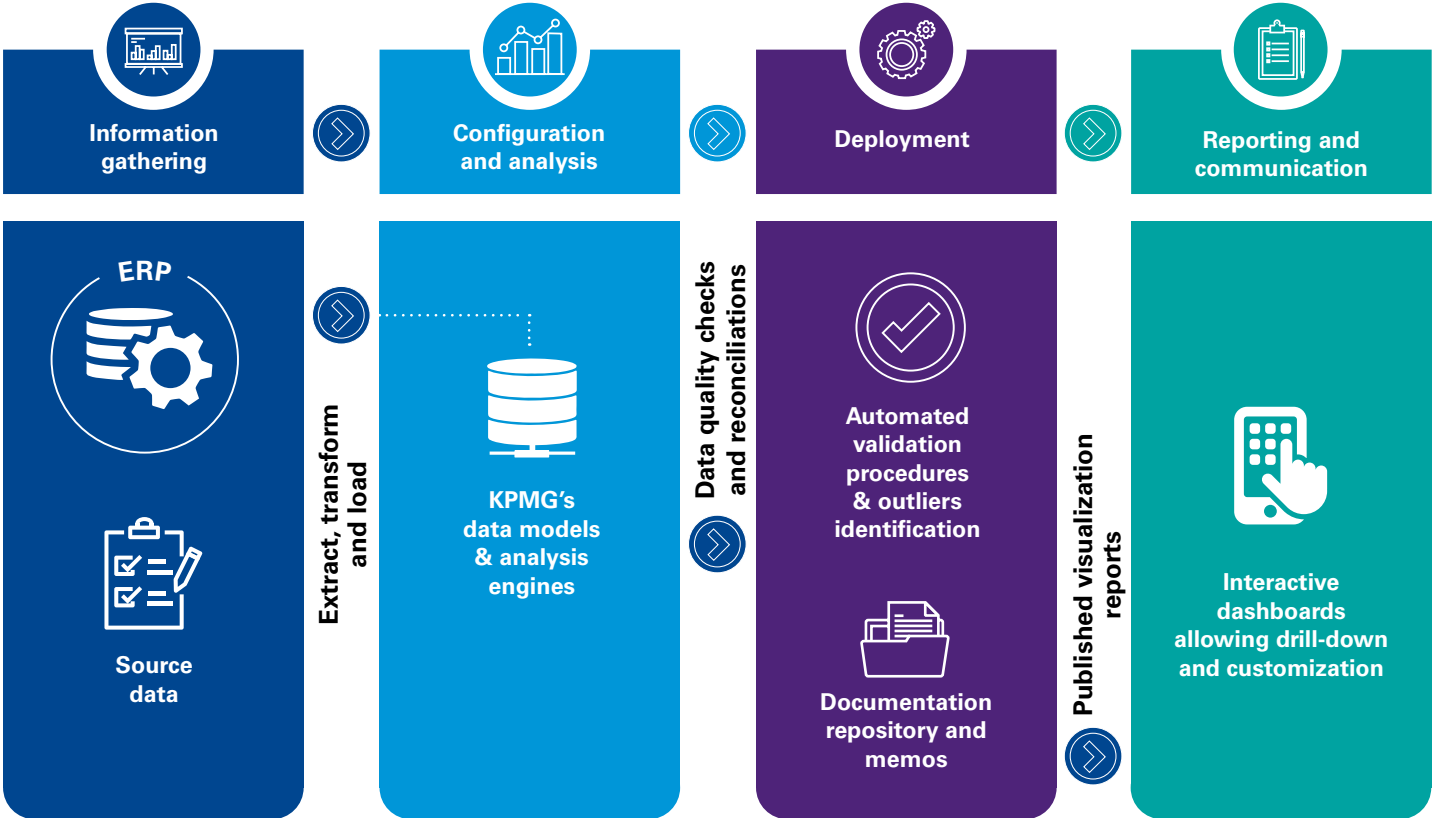 Information
gathering
Configuration
and analysis
Deployment
Reporting and
communication
ERP
Source
data
Extract, transform
and load
KPMG's
data models
& analysis
engines
Data quality checks
and reconciliations
Automated
validation
procedures
& outliers
identification
Documentation
repository and
memos
Published visualization
reports
Interactive
dashboards
allowing drill-down
and customization